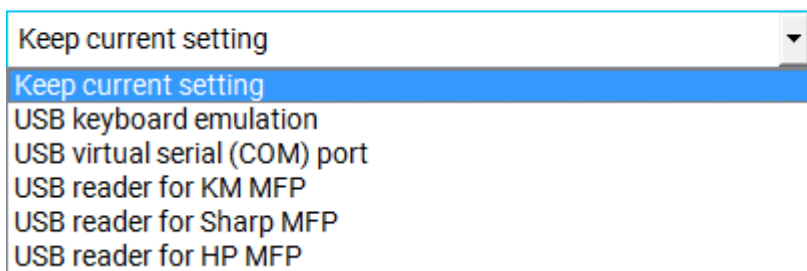 Keep current setting
Keep current setting
USB keyboard emulation
USB virtual serial (COM) port
USB reader for KM MFP
USB reader for Sharp MFP
USB reader for HP MFP